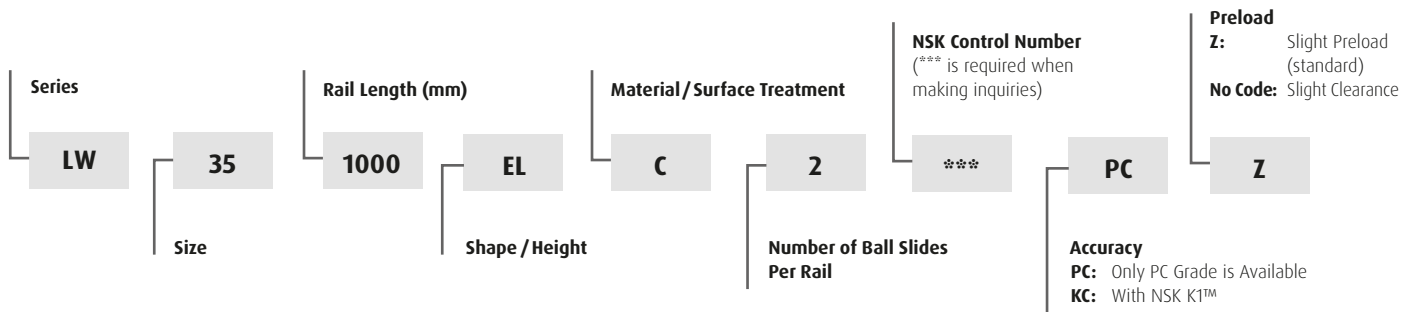 Preload
Z: Slight Preload
(standard)
No Code: Slight Clearance
NSK Control Number
(*** is required when
making inquiries)
Series
Rail Length (mm)
Material / Surface Treatment
LW 35 1000 EL C 2 *** PC Z
Size
Shape / Height
Number of Ball Slides
Per Rail
Accuracy
PC: Only PC Grade is Available
KC: With NSK K1™